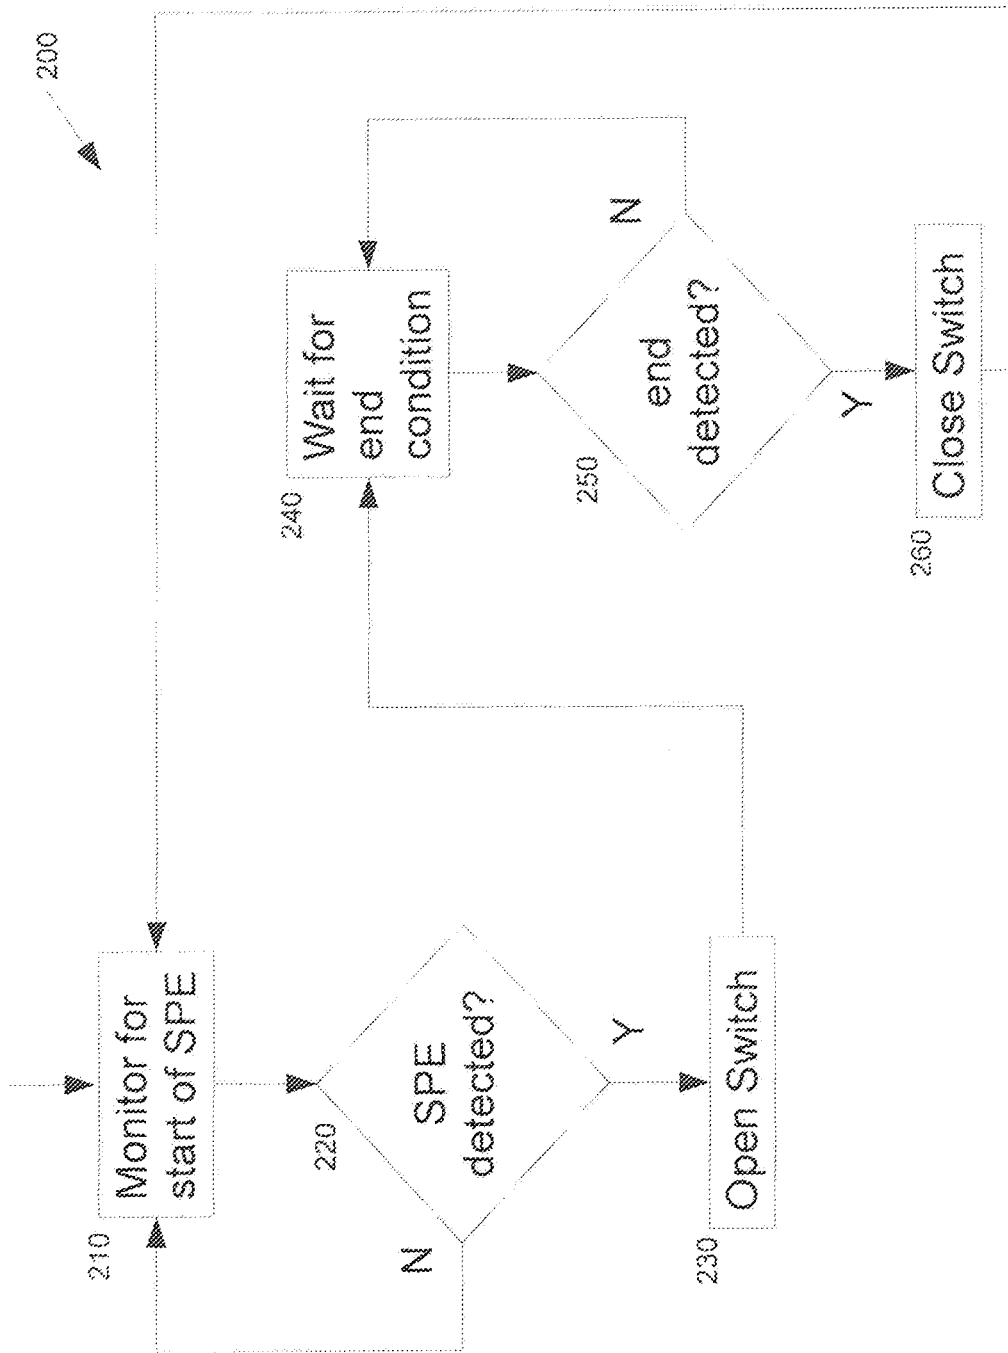 200
210
Monitor for
start of SPE
220
SPE
detected?
N
Y
230
Open Switch
240
Wait for
end
condition
250
end
detected?
N
Y
260
Close Switch